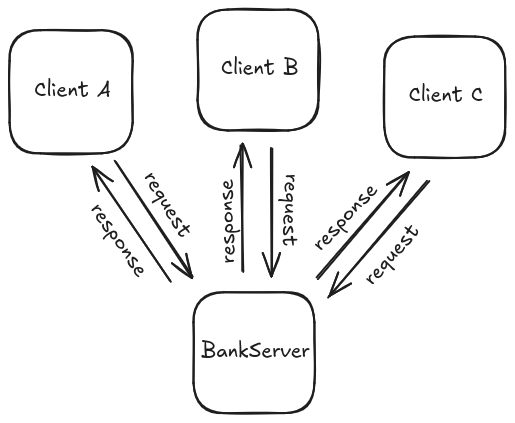 Client A
Client B
Client C
request
response
response
request
response
request
BankServer